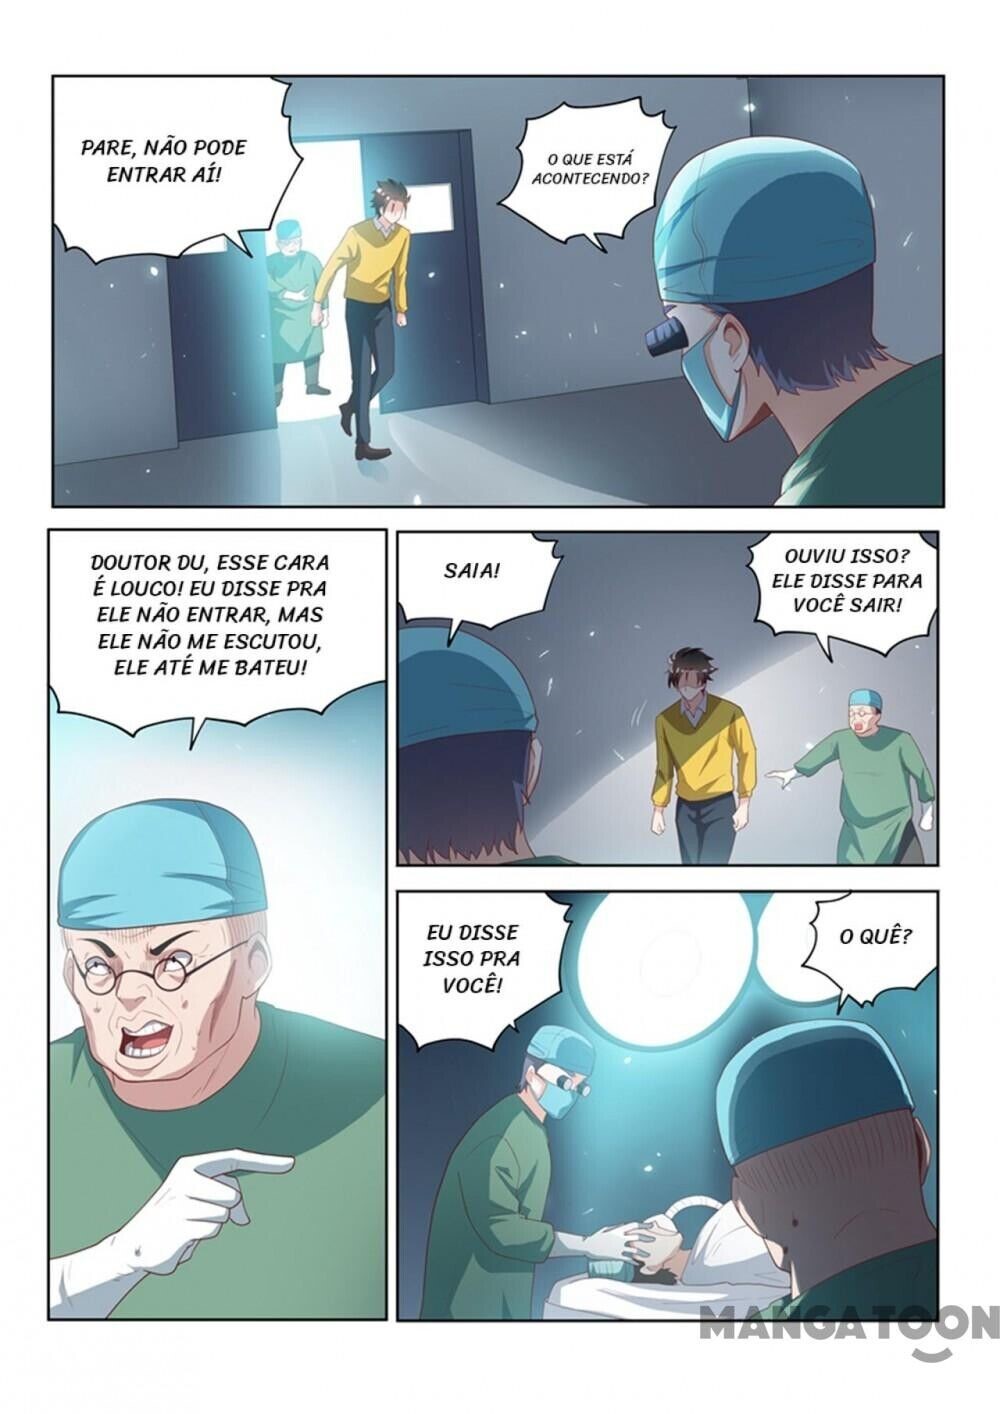 PARE, NÃO PODE
ENTRAR AÍ!
O QUE ESTÁ
ACONTECENDO?
DOUTOR DU, ESSE CARA
É LOUCO! EU DISSE PRA
ELE NÃO ENTRAR, MAS
ELE NÃO ME ESCUTOU,
ELE ATÉ ME BATEU!
SAIA!
OUVIU ISSO?
ELE DISSE PARA
VOCÊ SAIR!
EU DISSE
ISSO PRA
VOCÊ!
O QUÊ?
MANGATOON